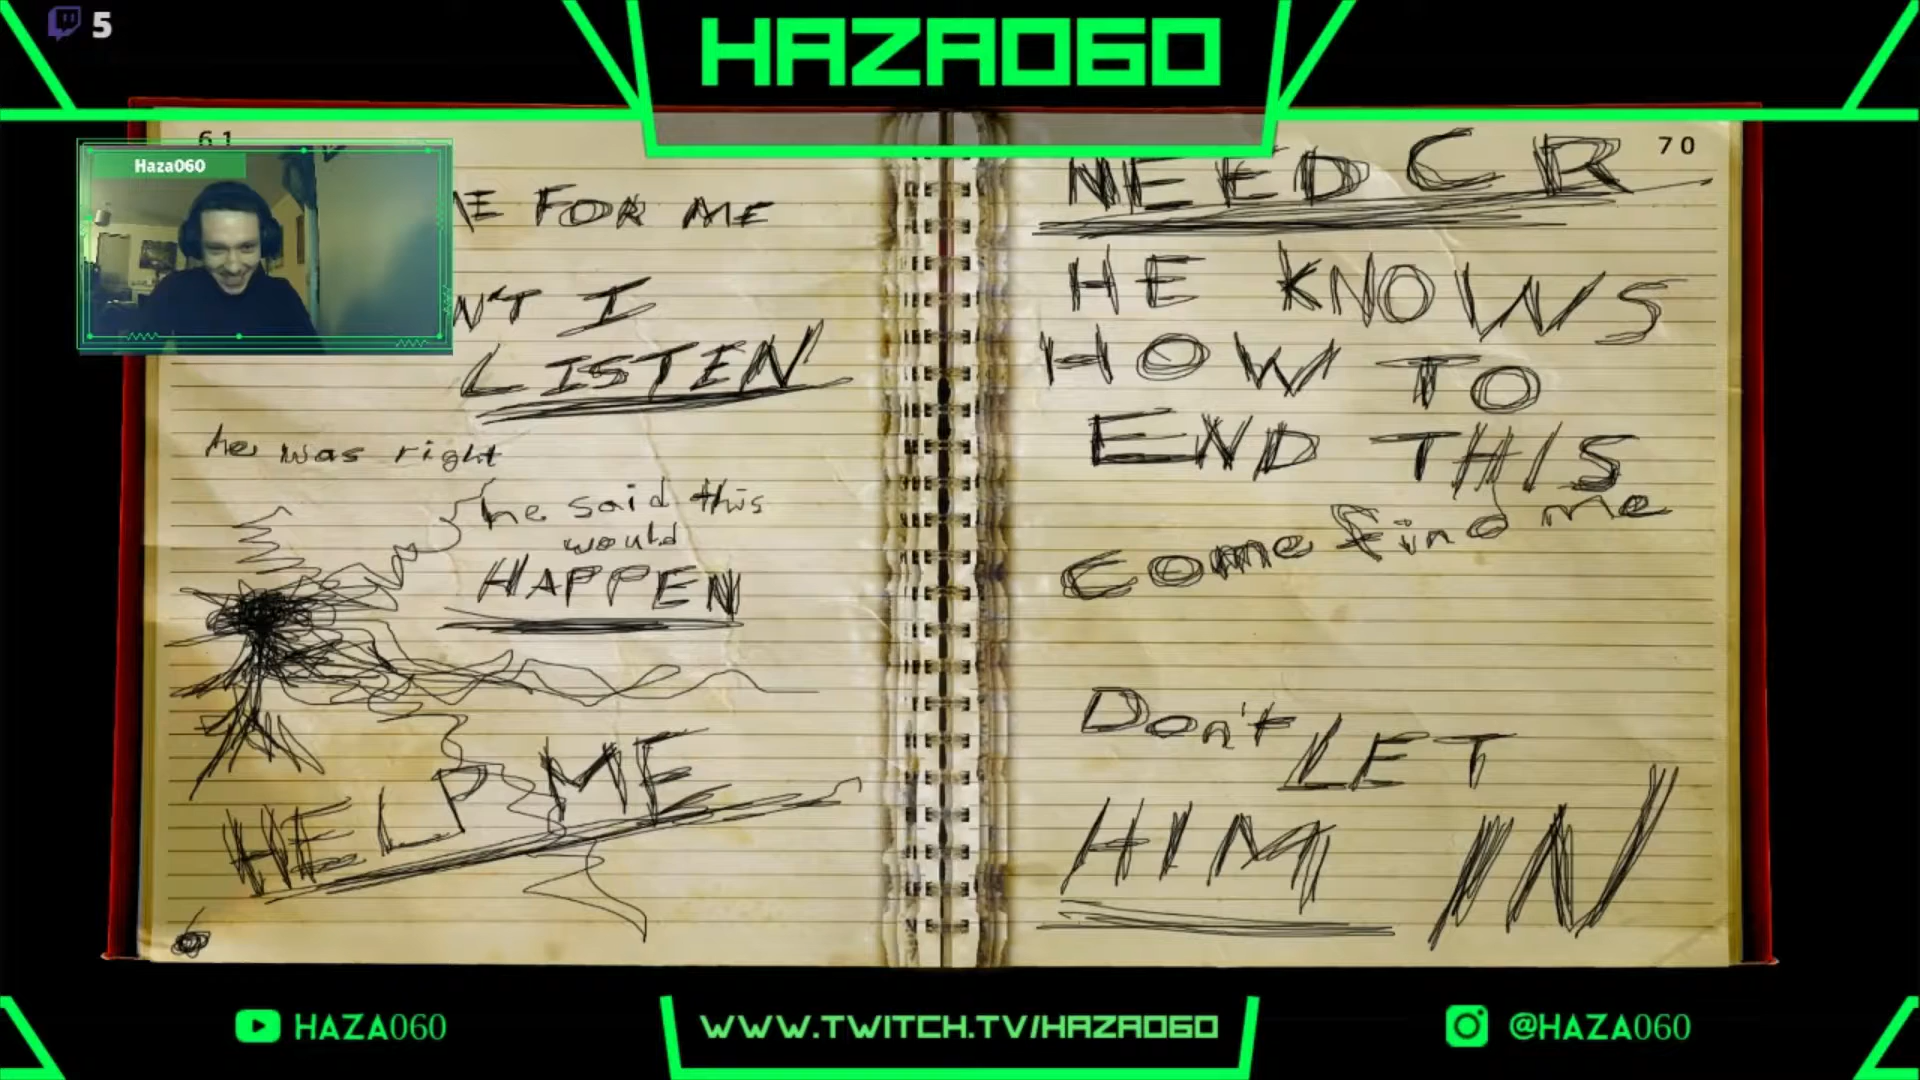 5
HAZA060
61
Haza060
E FOR ME
N'T I
LISTEN
he was right
he said this
would
HAPPEN
HELP ME
70
NEED C R
HE KNOWS
HOW TO
END THIS
come find me
Don't LET
HIM IN
HAZA060
WWW.TWITCH.TV/HAZA060
@HAZA060